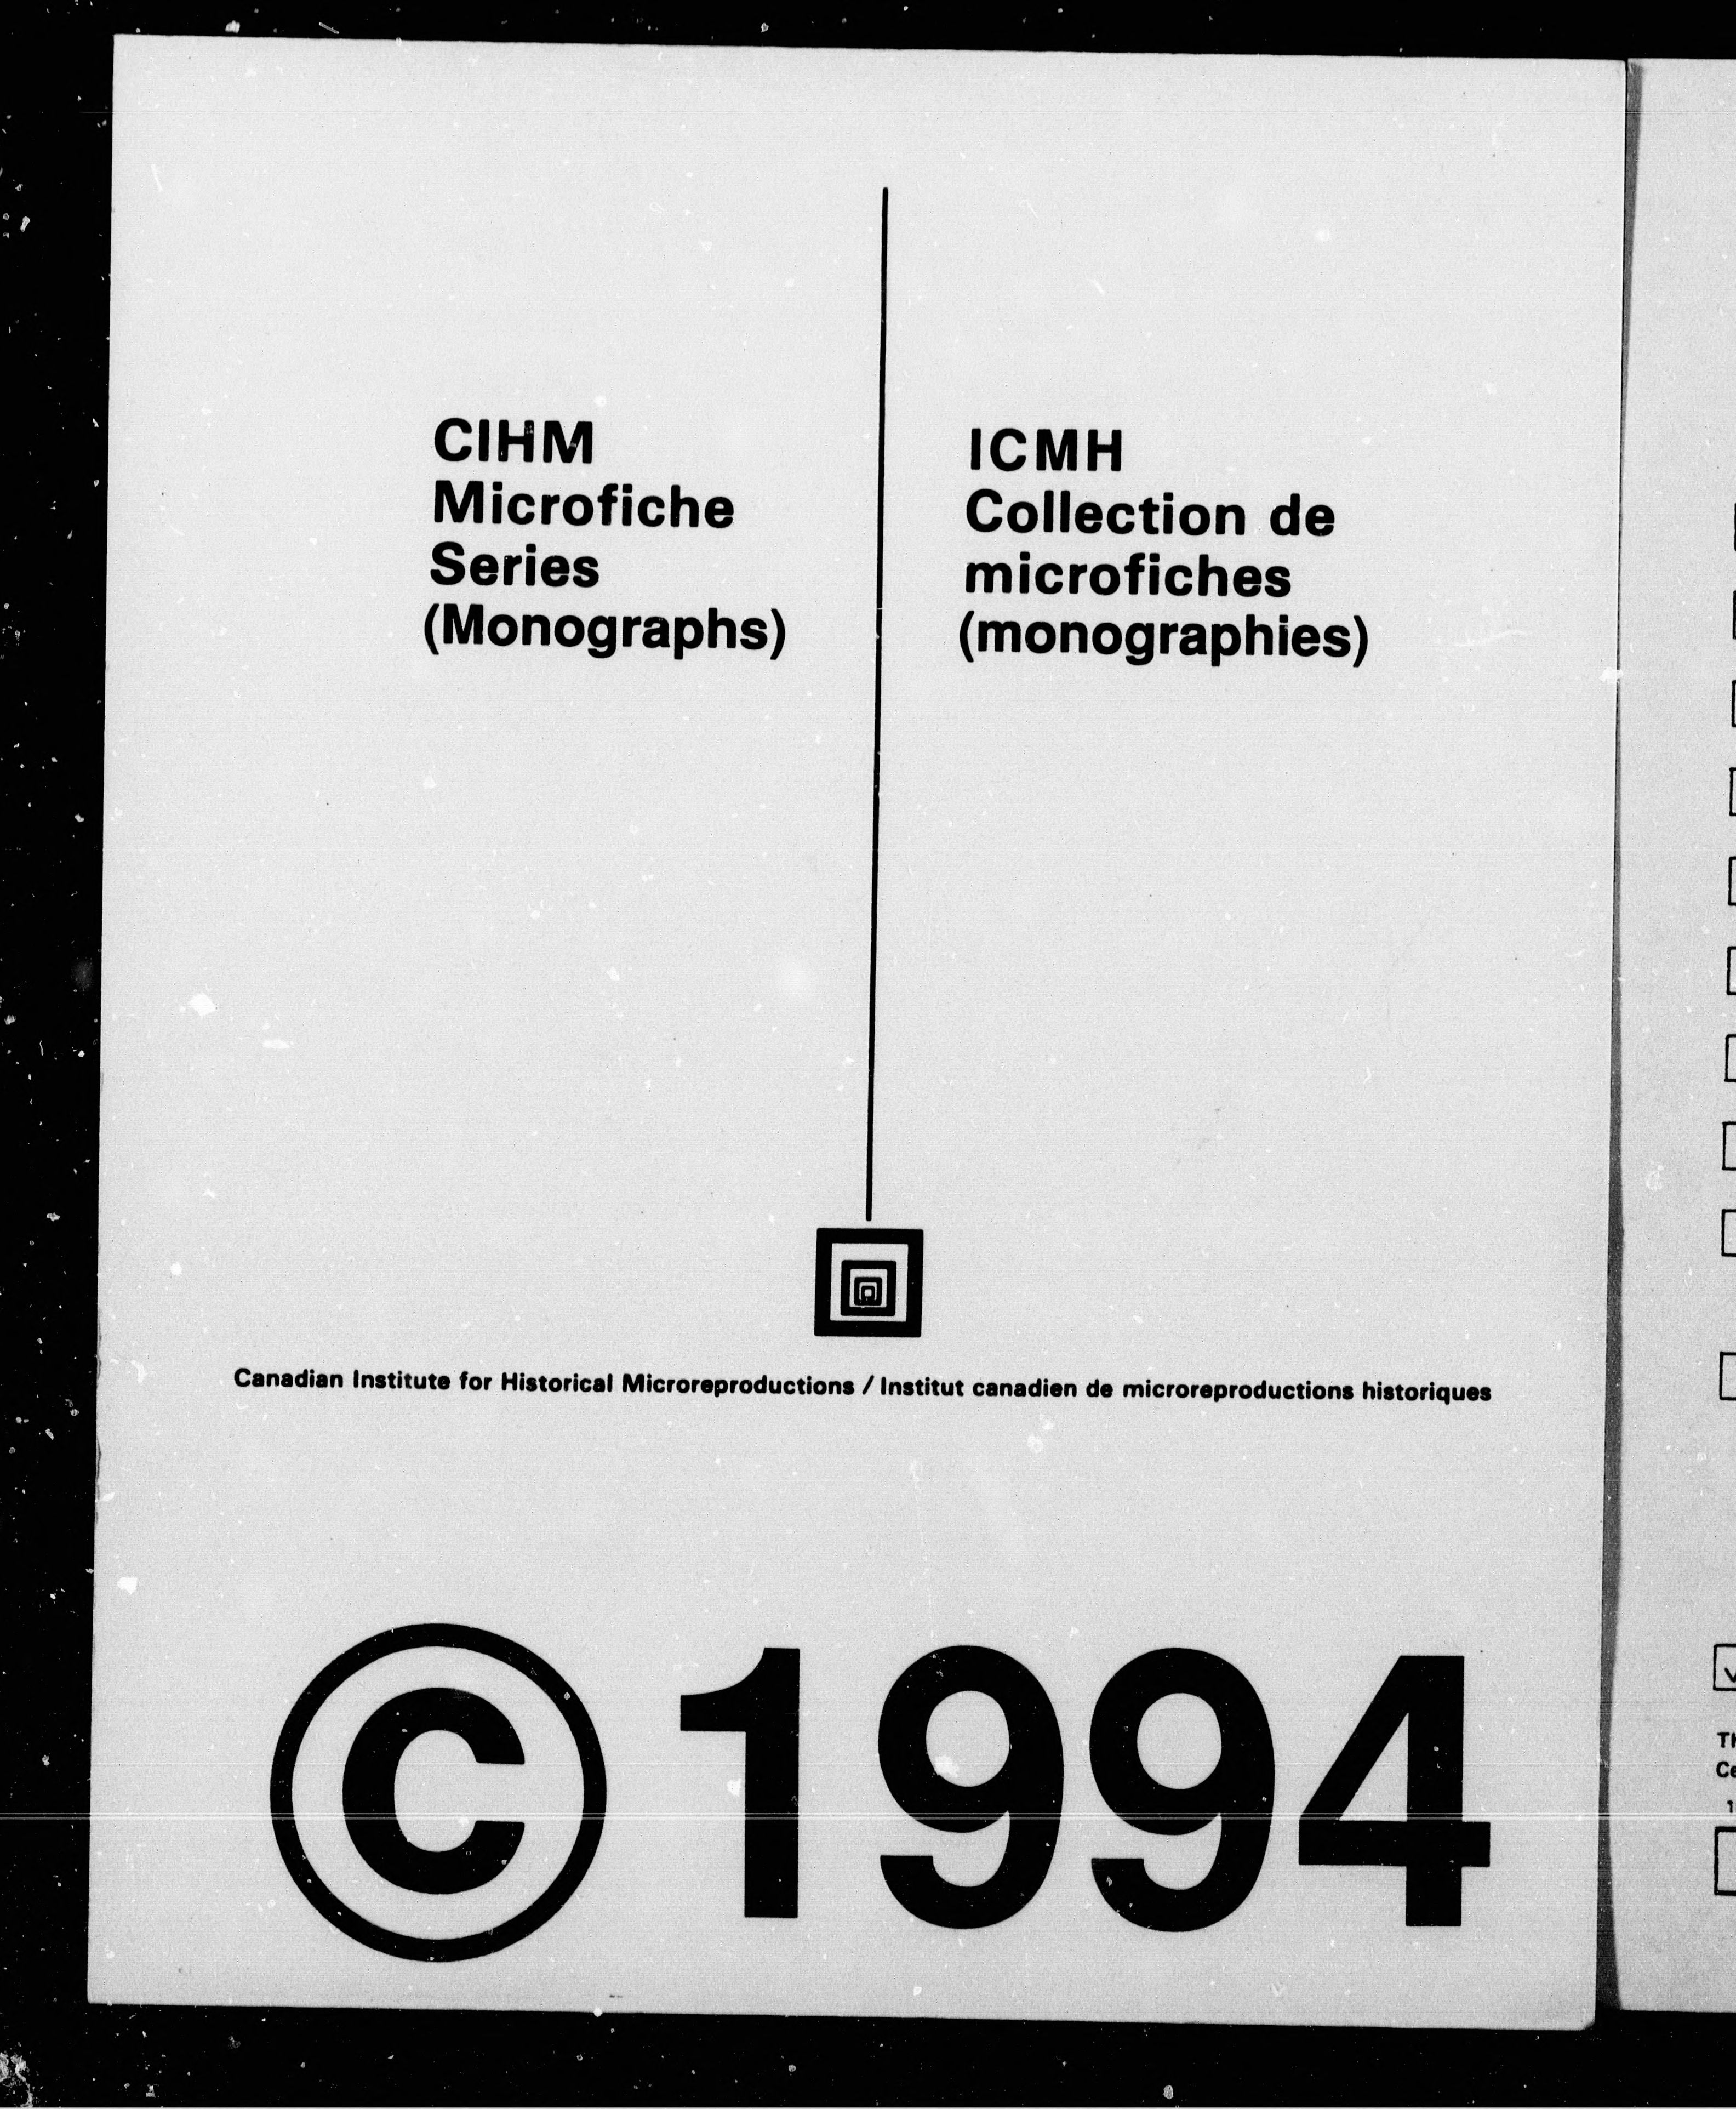 CIHM
Microfiche
Series
(Monographs)
ICMH
Collection de
microfiches
(monographies)
Canadian Institute for Historical Microreproductions / Institut canadien de microreproductions historiques
© 1994